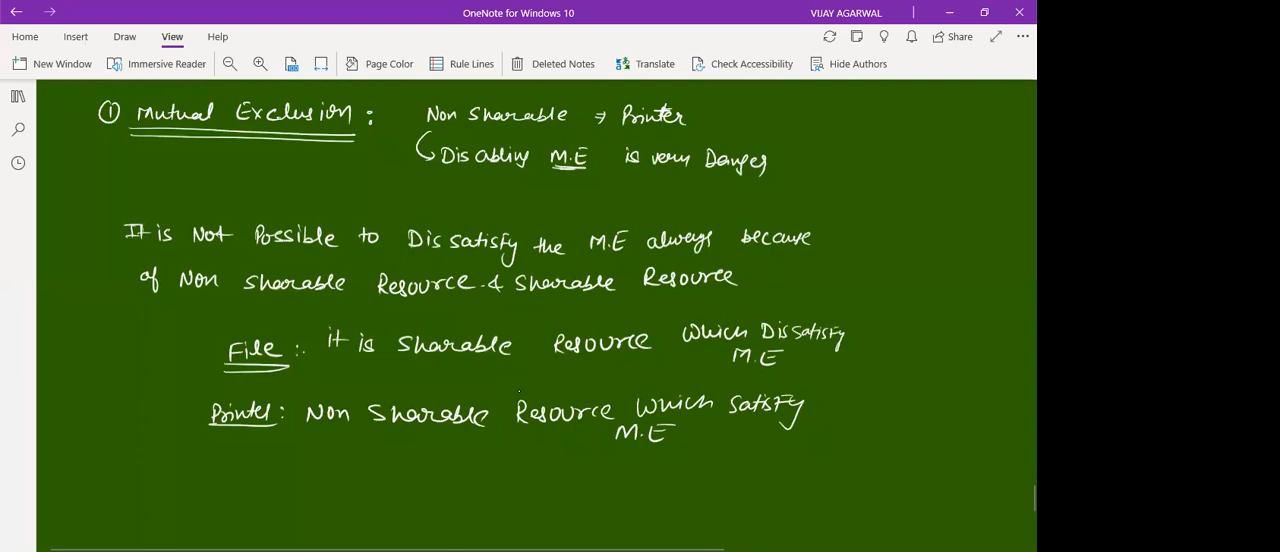 OneNote for Windows 10
VIJAY AGARWAL
Home Insert Draw View Help
Share
New Window Immersive Reader Page Color Rule Lines Deleted Notes Translate Check Accessibility Hide Authors
① Mutual Exclusion : Non Sharable ⇒ Printer
Disabling M.E is very Danger
It is Not Possible to Dissatisfy the M.E always because
of Non Sharable Resource & Sharable Resource
File :. it is Sharable Resource Which Dissatisfy
M.E
Printer : Non Sharable Resource Which Satisfy
M.E